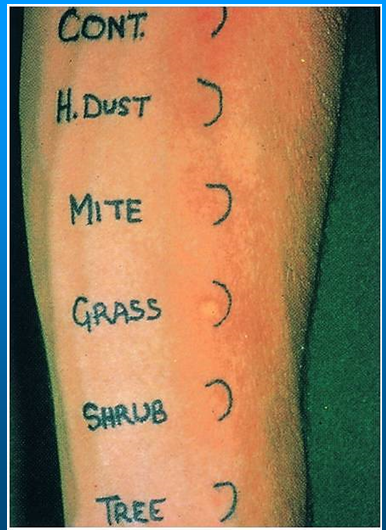 CONT.
H. DUST
MITE
GRASS
SHRUB
TREE